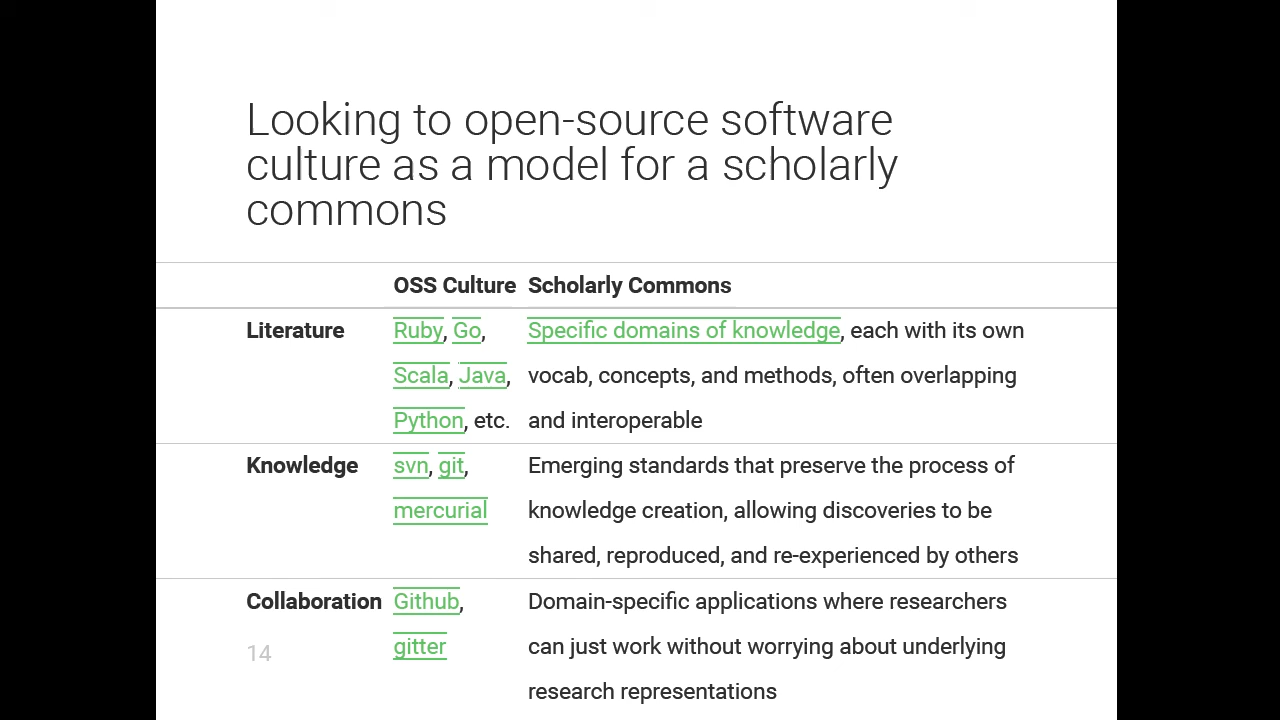 Looking to open-source software
culture as a model for a scholarly
commons
OSS Culture Scholarly Commons
Literature Ruby, Go, Specific domains of knowledge, each with its own
Scala, Java, vocab, concepts, and methods, often overlapping
Python, etc. and interoperable
Knowledge svn, git, Emerging standards that preserve the process of
mercurial knowledge creation, allowing discoveries to be
shared, reproduced, and re-experienced by others
Collaboration Github, Domain-specific applications where researchers
gitter can just work without worrying about underlying
14
research representations